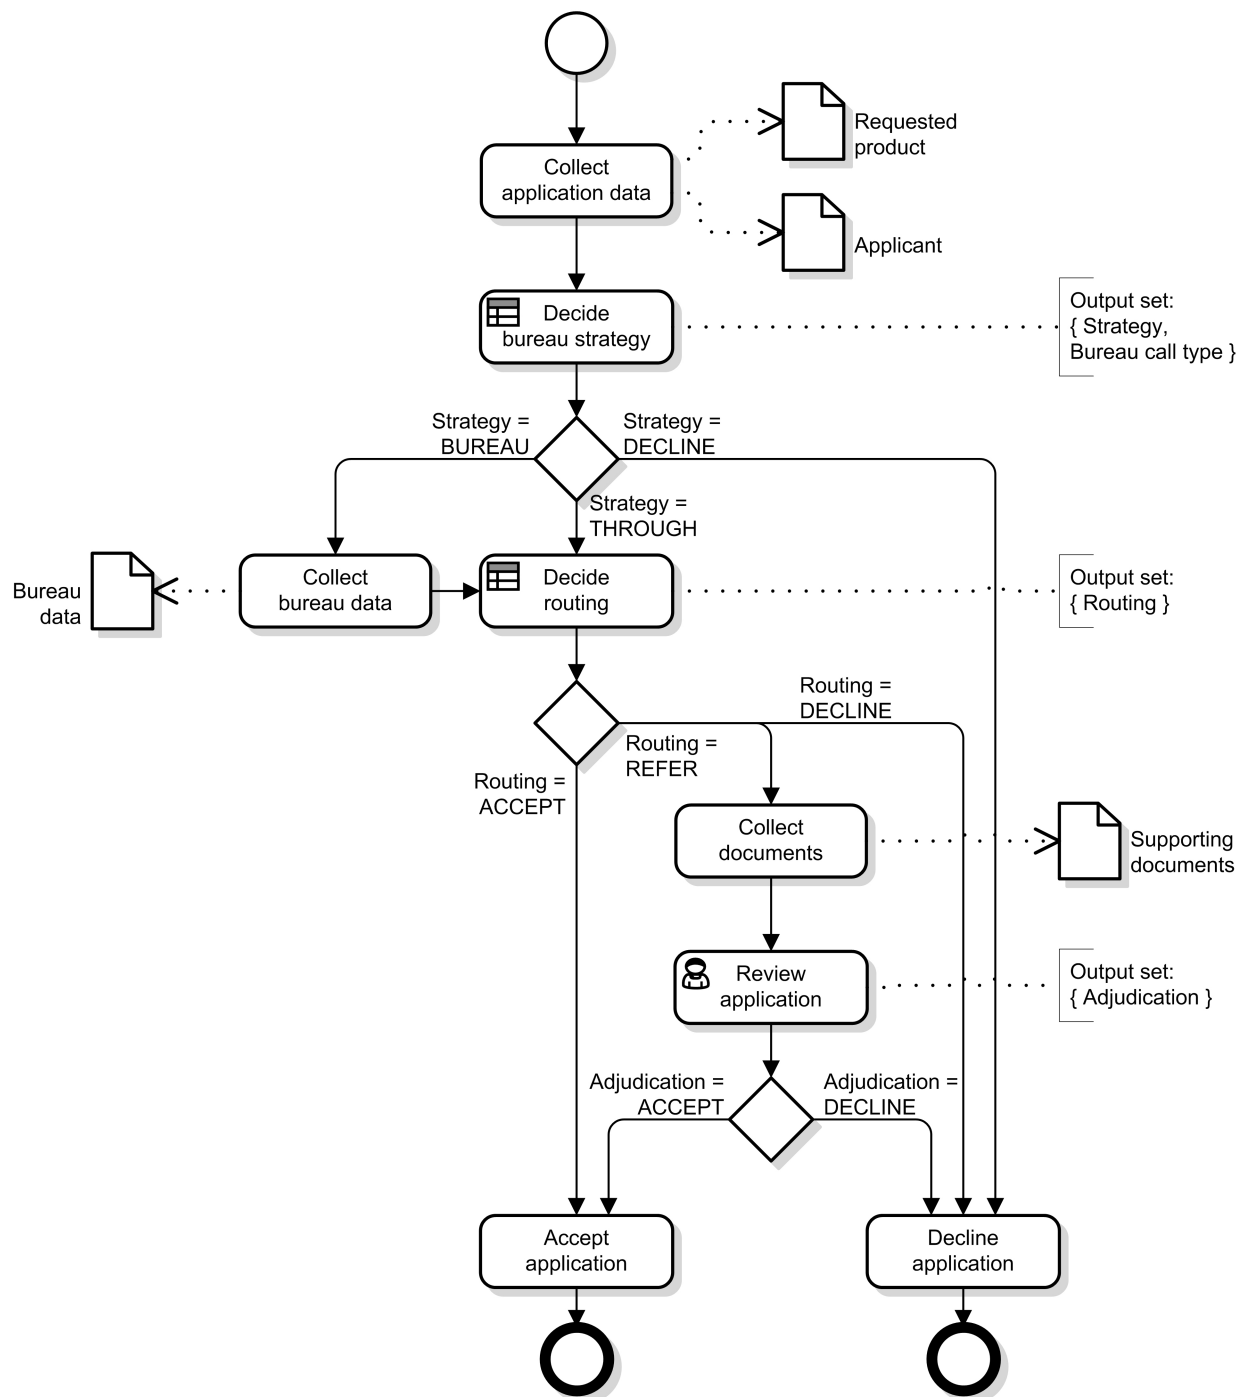 Requested
product
Collect
application data
Applicant
Decide
bureau strategy
Output set:
{ Strategy,
Bureau call type }
Strategy =
BUREAU
Strategy =
DECLINE
Strategy =
THROUGH
Bureau
data
Collect
bureau data
Decide
routing
Output set:
{ Routing }
Routing =
DECLINE
Routing =
REFER
Routing =
ACCEPT
Collect
documents
Supporting
documents
Review
application
Output set:
{ Adjudication }
Adjudication =
ACCEPT
Adjudication =
DECLINE
Accept
application
Decline
application